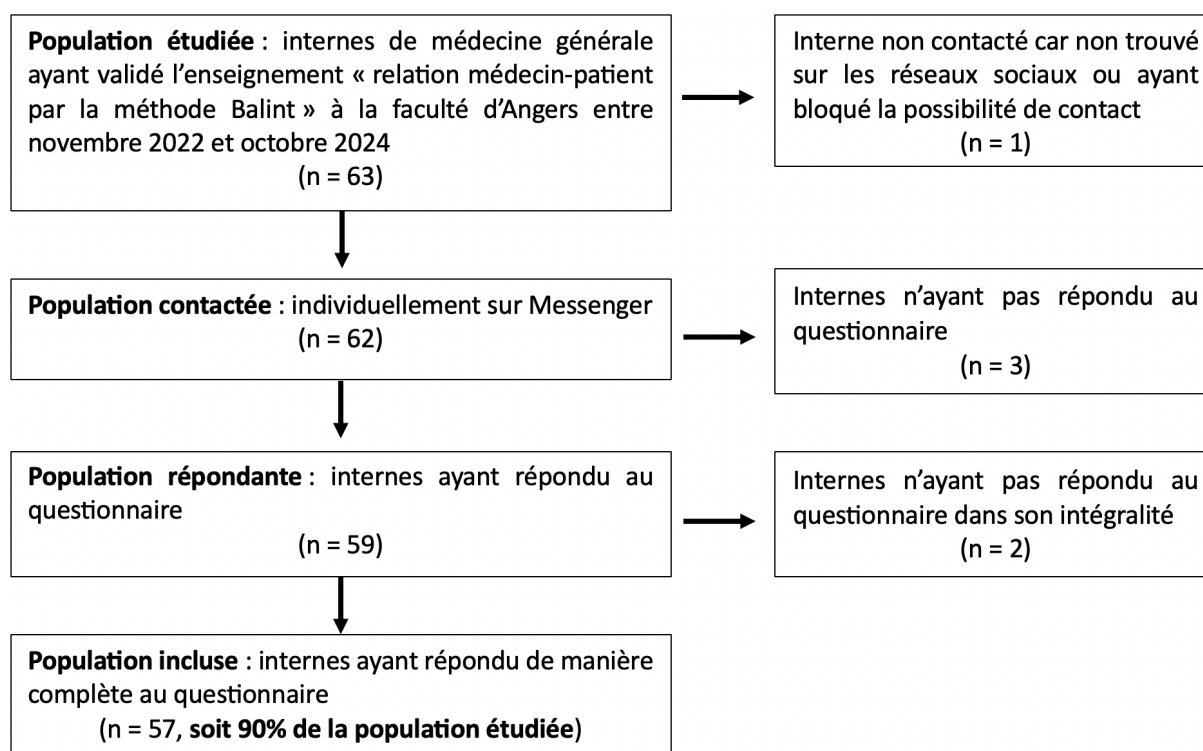 Population étudiée : internes de médecine générale
ayant validé l’enseignement « relation médecin-patient
par la méthode Balint » à la faculté d’Angers entre
novembre 2022 et octobre 2024
(n = 63)
Interne non contacté car non trouvé
sur les réseaux sociaux ou ayant
bloqué la possibilité de contact
(n = 1)
Population contactée : individuellement sur Messenger
(n = 62)
Internes n’ayant pas répondu au
questionnaire
(n = 3)
Population répondante : internes ayant répondu au
questionnaire
(n = 59)
Internes n’ayant pas répondu au
questionnaire dans son intégralité
(n = 2)
Population incluse : internes ayant répondu de manière
complète au questionnaire
(n = 57, soit 90% de la population étudiée)